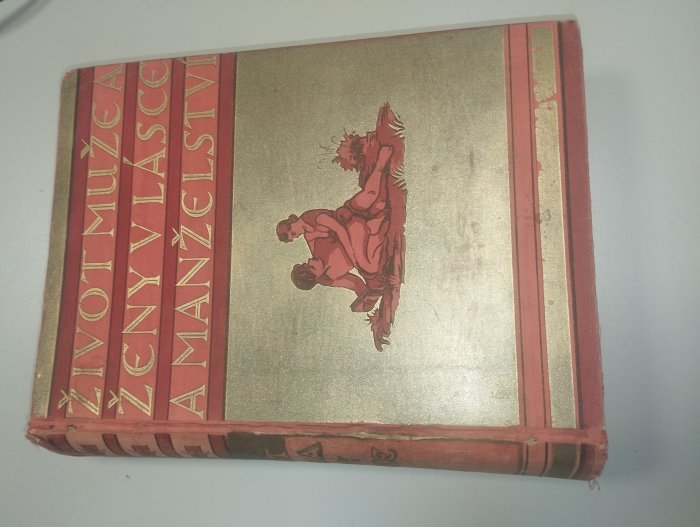 ŽIVOT MUŽE A
ŽENY V LÁSCE
A MANŽELSTVÍ